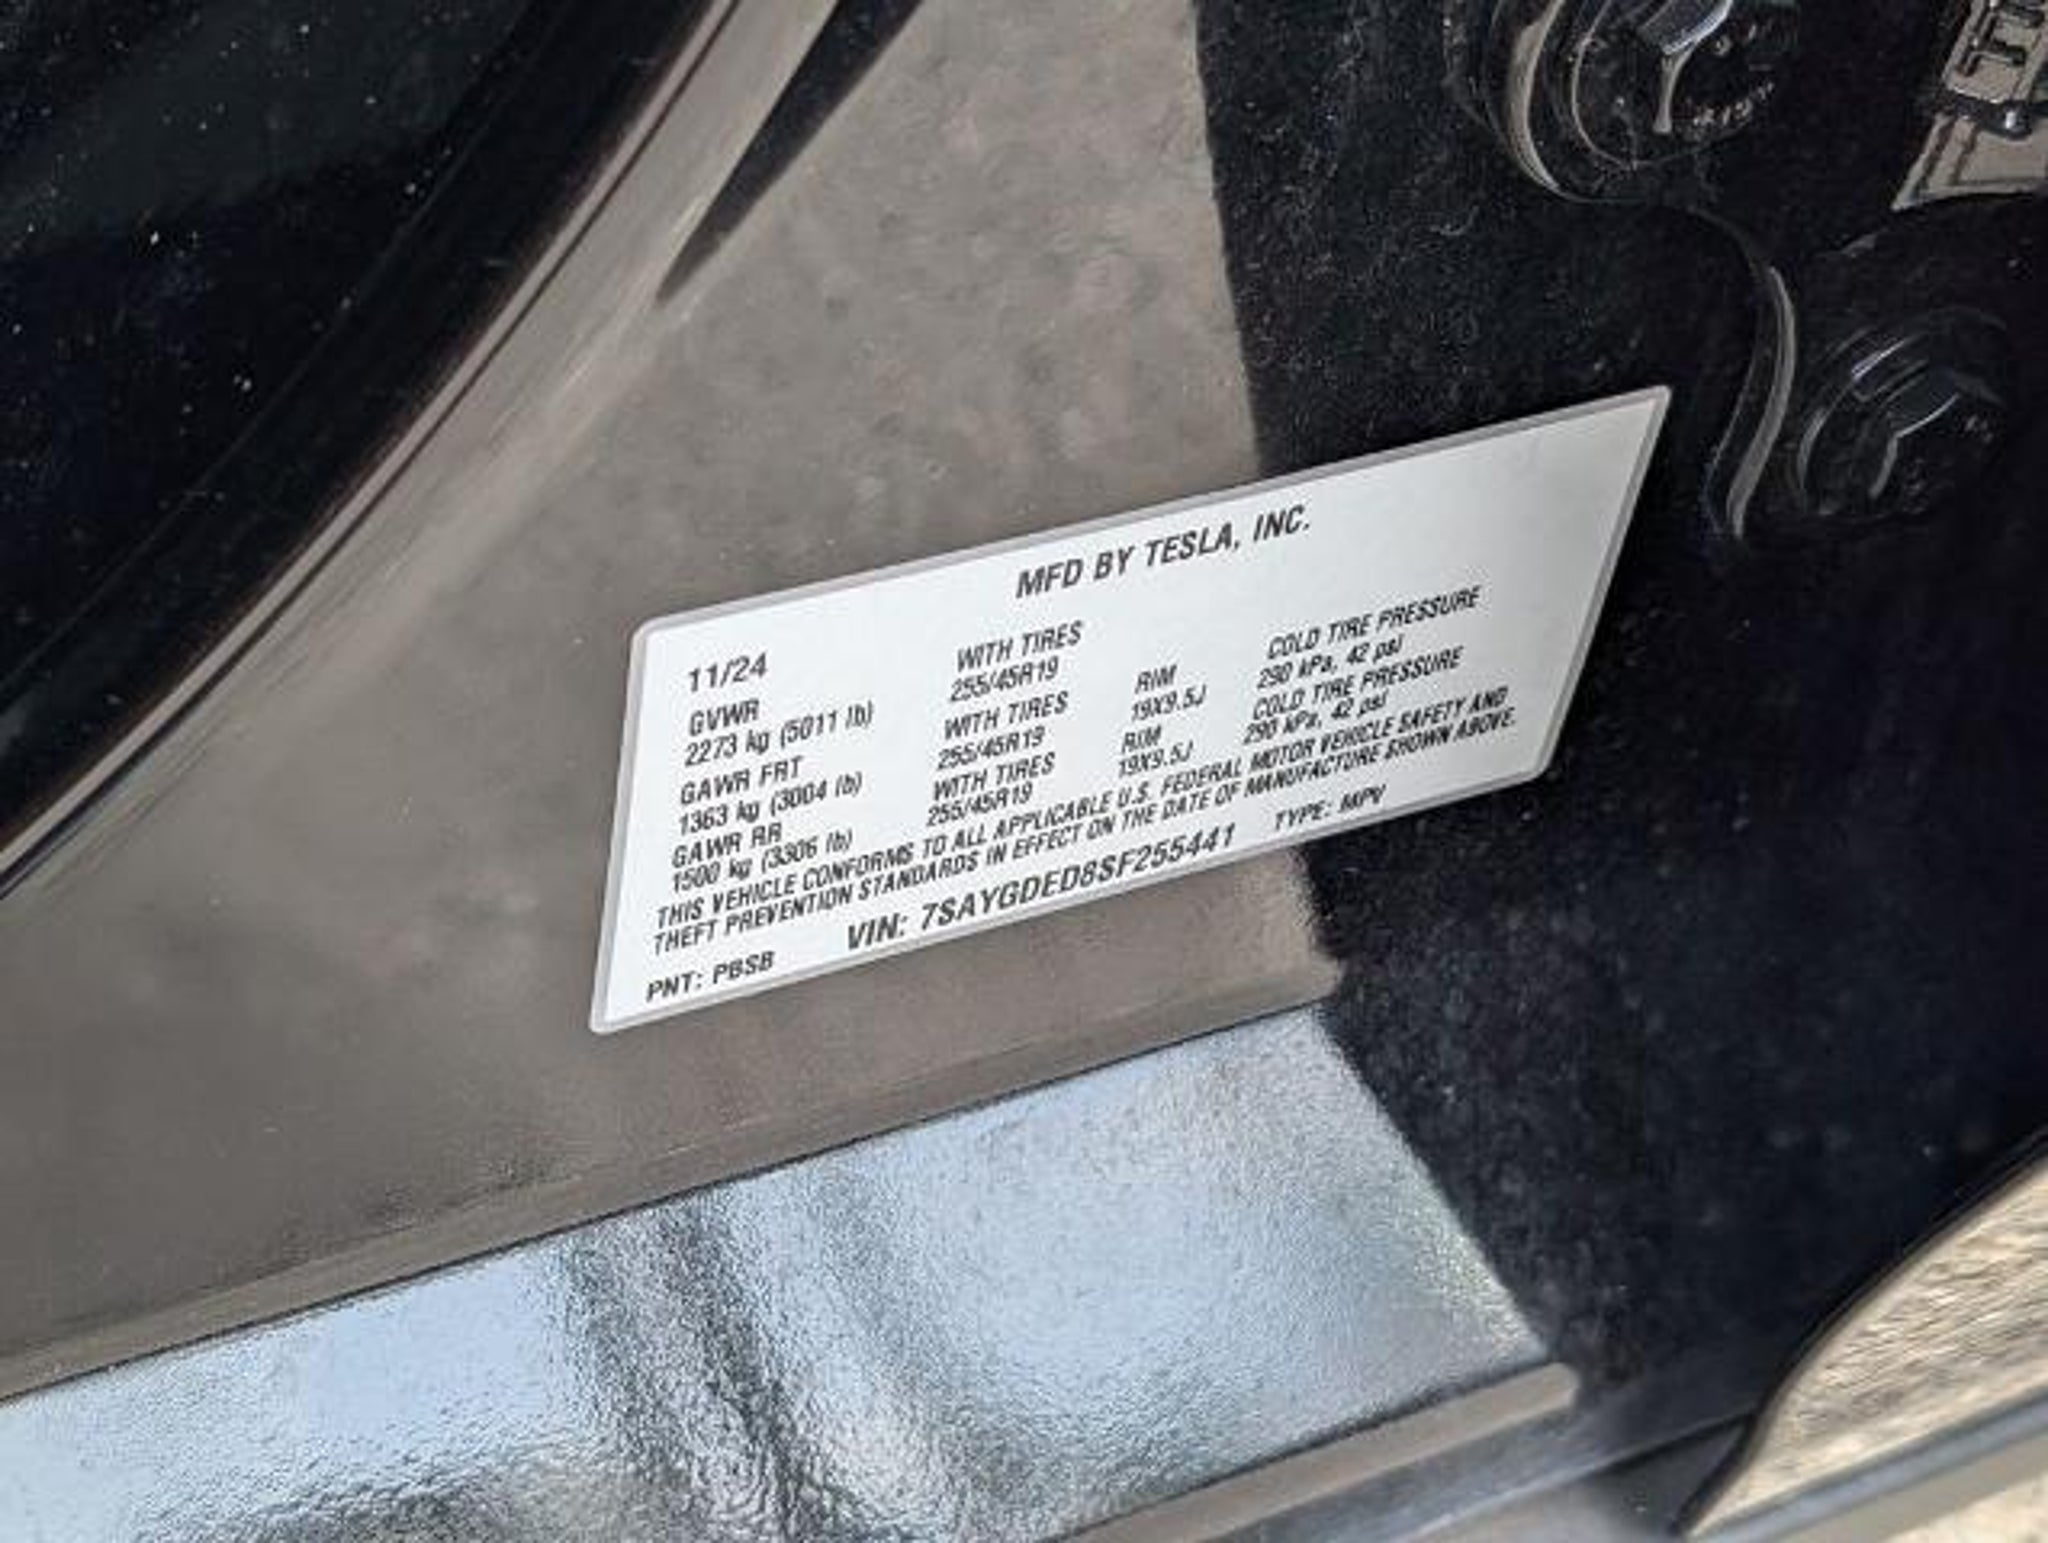 MFD BY TESLA, INC.
11/24
GVWR WITH TIRES RIM COLD TIRE PRESSURE
2273 kg (5011 lb) 255/45R19 19X9.5J 290 kPa, 42 psi
GAWR FRT WITH TIRES RIM COLD TIRE PRESSURE
1363 kg (3004 lb) 255/45R19 19X9.5J 290 kPa, 42 psi
GAWR RR WITH TIRES
1500 kg (3306 lb) 255/45R19
THIS VEHICLE CONFORMS TO ALL APPLICABLE U.S. FEDERAL MOTOR VEHICLE SAFETY AND
THEFT PREVENTION STANDARDS IN EFFECT ON THE DATE OF MANUFACTURE SHOWN ABOVE.
PNT: PBSB VIN: 7SAYGDED8SF255441 TYPE: MPV